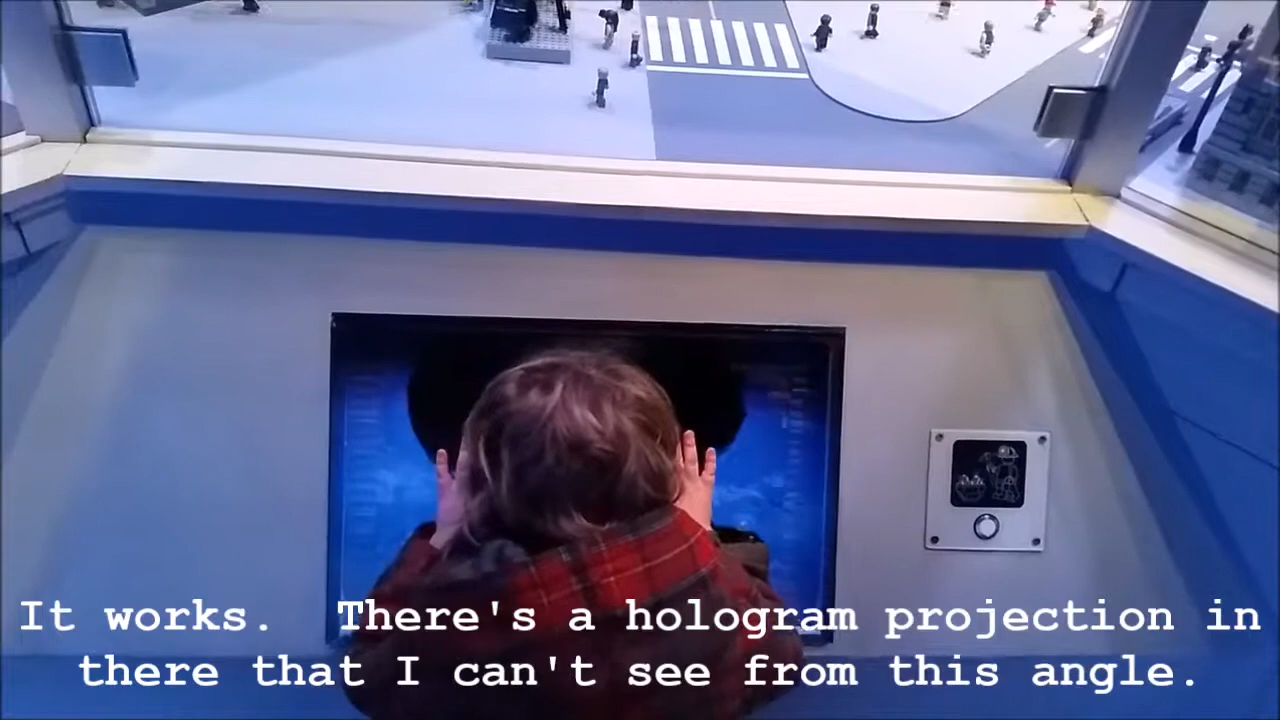 It works.  There's a hologram projection in
there that I can't see from this angle.